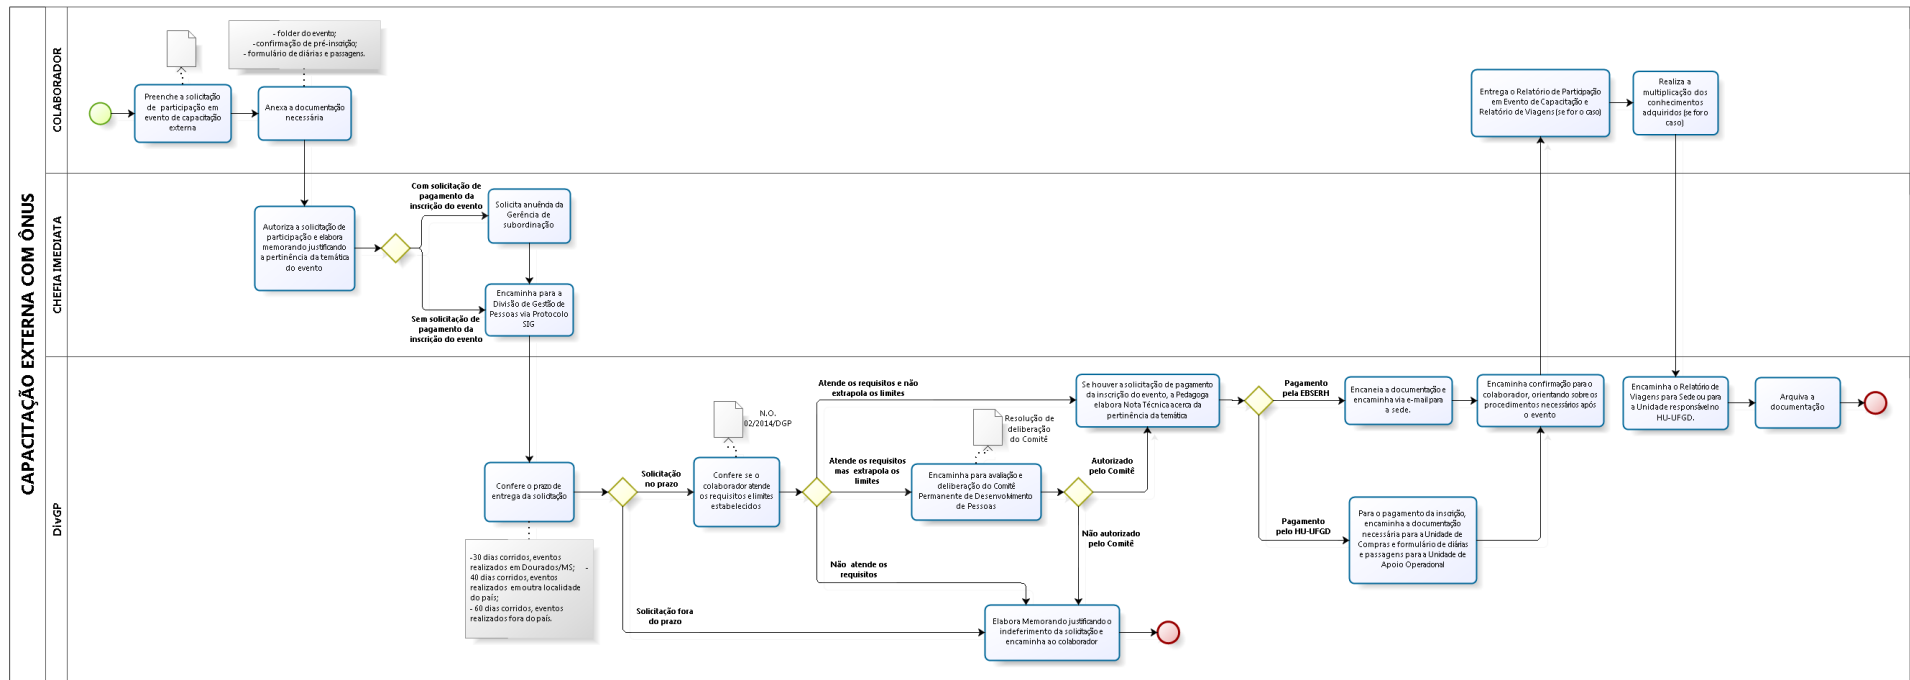 CAPACITAÇÃO EXTERNA COM ÔNUS
COLABORADOR
- folder do evento;
-confirmação de pré-inscrição;
- formulário de diárias e passagens.
Preenche a solicitação
de participação em
evento de capacitação
externa
Anexa a documentação
necessária
Entrega o Relatório de Participação
em Evento de Capacitação e
Relatório de Viagens (se for o caso)
Realiza a
multiplicação dos
conhecimentos
adquiridos (se for o
caso)
CHEFIA IMEDIATA
Autoriza a solicitação de
participação e elabora
memorando justificando
a pertinência da temática
do evento
Com solicitação de
pagamento da
inscrição do evento
Solicita anuência da
Gerência de
subordinação
Sem solicitação de
pagamento da
inscrição do evento
Encaminha para a
Divisão de Gestão de
Pessoas via Protocolo
SIG
DivGP
Confere o prazo de
entrega da solicitação
-30 dias corridos, eventos
realizados em Dourados/MS; -
40 dias corridos, eventos
realizados em outra localidade
do país;
- 60 dias corridos, eventos
realizados fora do país.
Solicitação
no prazo
Solicitação fora
do prazo
N.O.
02/2014/DGP
Confere se o
colaborador atende
os requisitos e limites
estabelecidos
Atende os requisitos e não
extrapola os limites
Atende os requisitos
mas extrapola os
limites
Não atende os
requisitos
Resolução de
deliberação
do Comitê
Encaminha para avaliação e
deliberação do Comitê
Permanente de Desenvolvimento
de Pessoas
Autorizado
pelo Comitê
Não autorizado
pelo Comitê
Elabora Memorando justificando o
indeferimento da solicitação e
encaminha ao colaborador
Se houver a solicitação de pagamento
da inscrição do evento, a Pedagoga
elabora Nota Técnica acerca da
pertinência da temática
Pagamento
pela EBSERH
Pagamento
pelo HU-UFGD
Encaneia a documentação e
encaminha via e-mail para
a sede.
Para o pagamento da inscrição,
encaminha a documentação
necessária para a Unidade de
Compras e formulário de diárias
e passagens para a Unidade de
Apoio Operacional
Encaminha confirmação para o
colaborador, orientando sobre os
procedimentos necessários após
o evento
Encaminha o Relatório de
Viagens para Sede ou para
a Unidade responsável no
HU-UFGD.
Arquiva a
documentação